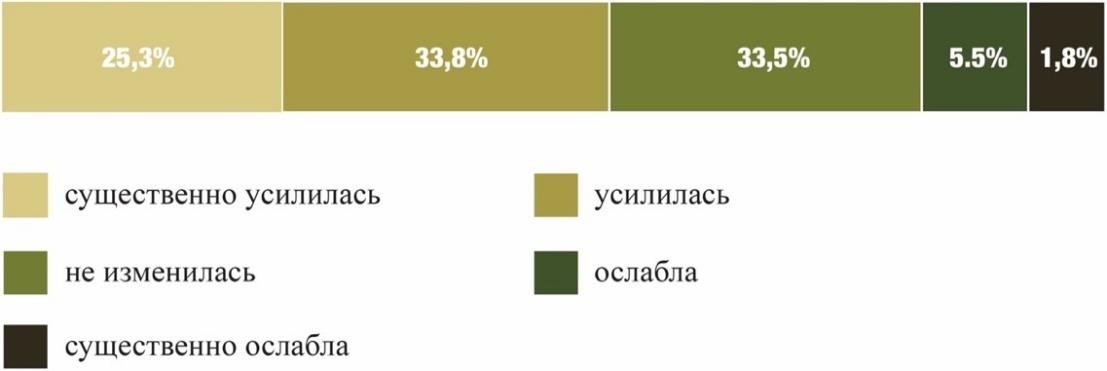 25,3% 33,8% 33,5% 5.5% 1,8%
существенно усилилась
усилилась
не изменилась
ослабла
существенно ослабла